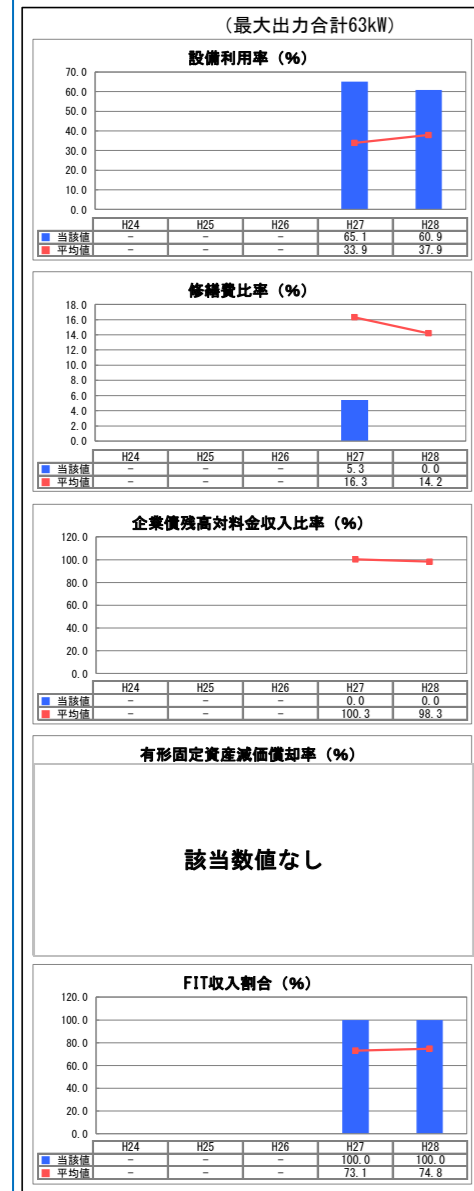 (最大出力合計63kW)
設備利用率(%)
70.0
60.0
50.0
40.0
30.0
20.0
10.0
0.0
H24 H25 H26 H27 H28
当該値 - - - 65.1 60.9
平均値 - - - 33.9 37.9
修繕費比率(%)
18.0
16.0
14.0
12.0
10.0
8.0
6.0
4.0
2.0
0.0
H24 H25 H26 H27 H28
当該値 - - - 5.3 0.0
平均値 - - - 16.3 14.2
企業債残高対料金収入比率(%)
120.0
100.0
80.0
60.0
40.0
20.0
0.0
H24 H25 H26 H27 H28
当該値 - - - 0.0 0.0
平均値 - - - 100.3 98.3
有形固定資産減価償却率(%)
該当数値なし
FIT収入割合(%)
120.0
100.0
80.0
60.0
40.0
20.0
0.0
H24 H25 H26 H27 H28
当該値 - - - 100.0 100.0
平均値 - - - 73.1 74.8